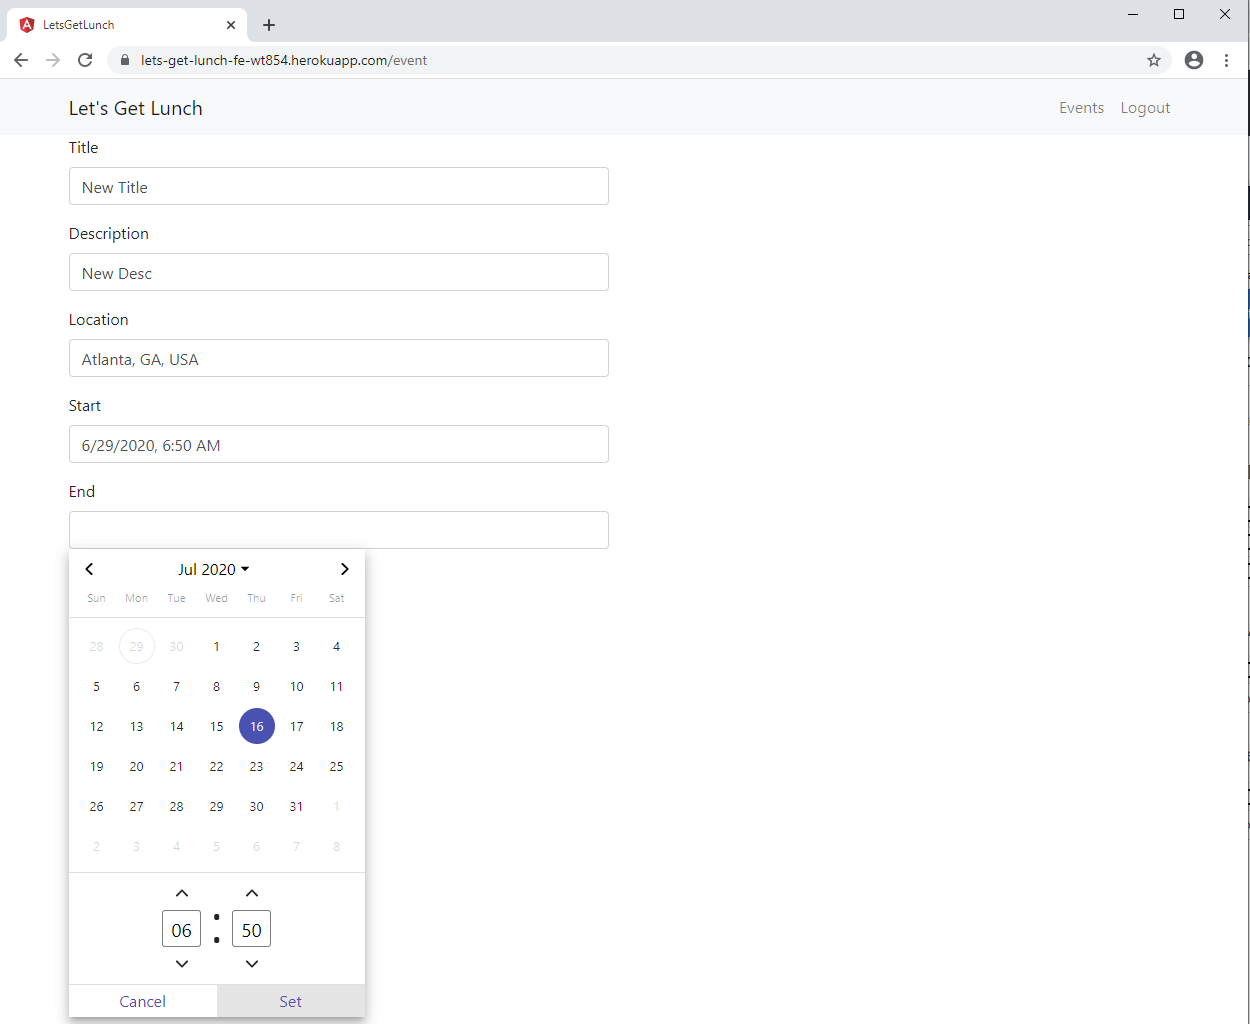 LetsGetLunch
lets-get-lunch-fe-wt854.herokuapp.com/event
Let's Get Lunch Events Logout
Title
New Title
Description
New Desc
Location
Atlanta, GA, USA
Start
6/29/2020, 6:50 AM
End
Jul 2020
Sun Mon Tue Wed Thu Fri Sat
28 29 30 1 2 3 4
5 6 7 8 9 10 11
12 13 14 15 16 17 18
19 20 21 22 23 24 25
26 27 28 29 30 31 1
2 3 4 5 6 7 8
06 : 50
Cancel Set